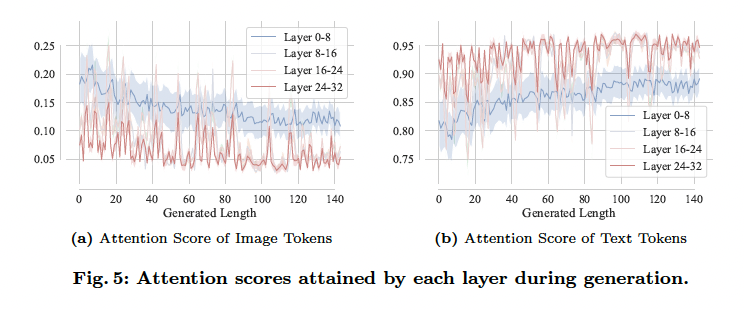 0.25
0.20
0.15
0.10
0.05
Layer 0-8
Layer 8-16
Layer 16-24
Layer 24-32
0 20 40 60 80 100 120 140
Generated Length
(a) Attention Score of Image Tokens
0.95
0.90
0.85
0.80
0.75
Layer 0-8
Layer 8-16
Layer 16-24
Layer 24-32
0 20 40 60 80 100 120 140
Generated Length
(b) Attention Score of Text Tokens
Fig. 5: Attention scores attained by each layer during generation.